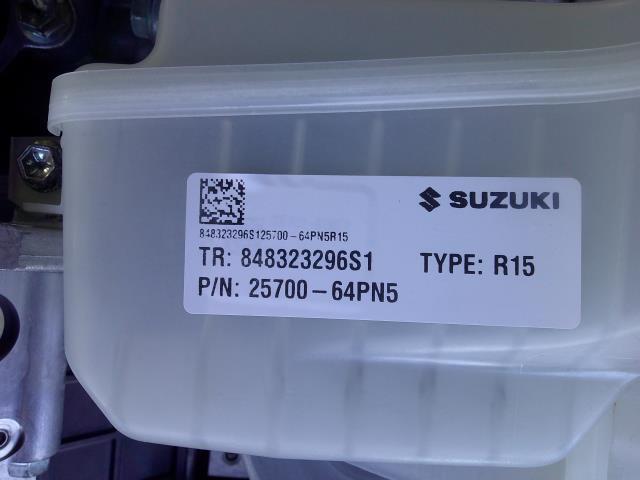 SUZUKI
848323296S125700-64PN5R15
TR: 848323296S1 TYPE: R15
P/N: 25700-64PN5